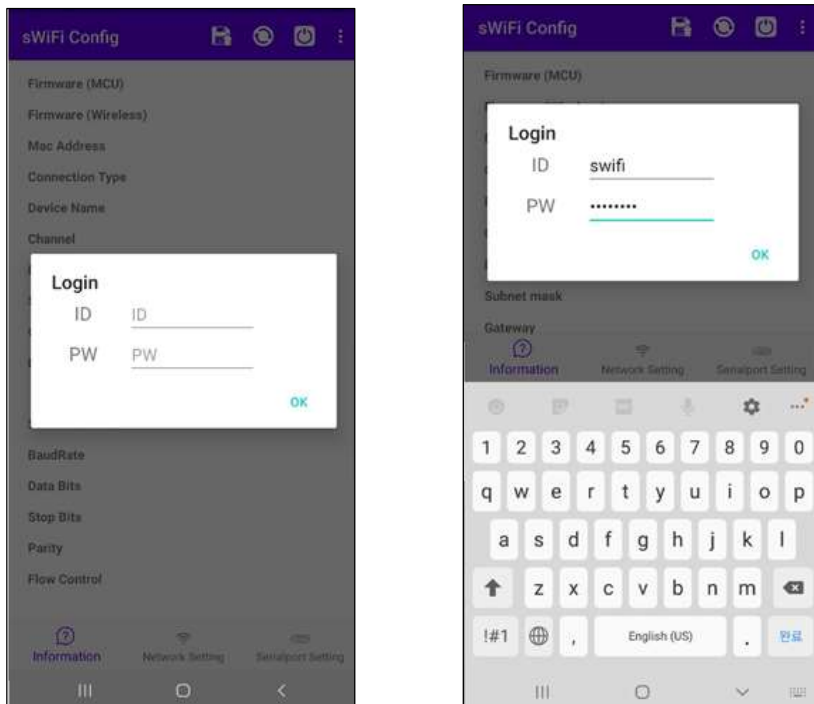 sWiFi Config
Firmware (MCU)
Firmware (Wireless)
Mac Address
Connection Type
Device Name
Channel
Login
ID ID
PW PW
OK
BaudRate
Data Bits
Stop Bits
Parity
Flow Control
Information Network Setting Serialport Setting
sWiFi Config
Firmware (MCU)
Login
ID swifi
PW ••••••••
OK
Subnet mask
Gateway
Information Network Setting Serialport Setting
1 2 3 4 5 6 7 8 9 0
q w e r t y u i o p
a s d f g h j k l
z x c v b n m
!#1 , English (US) . 완료